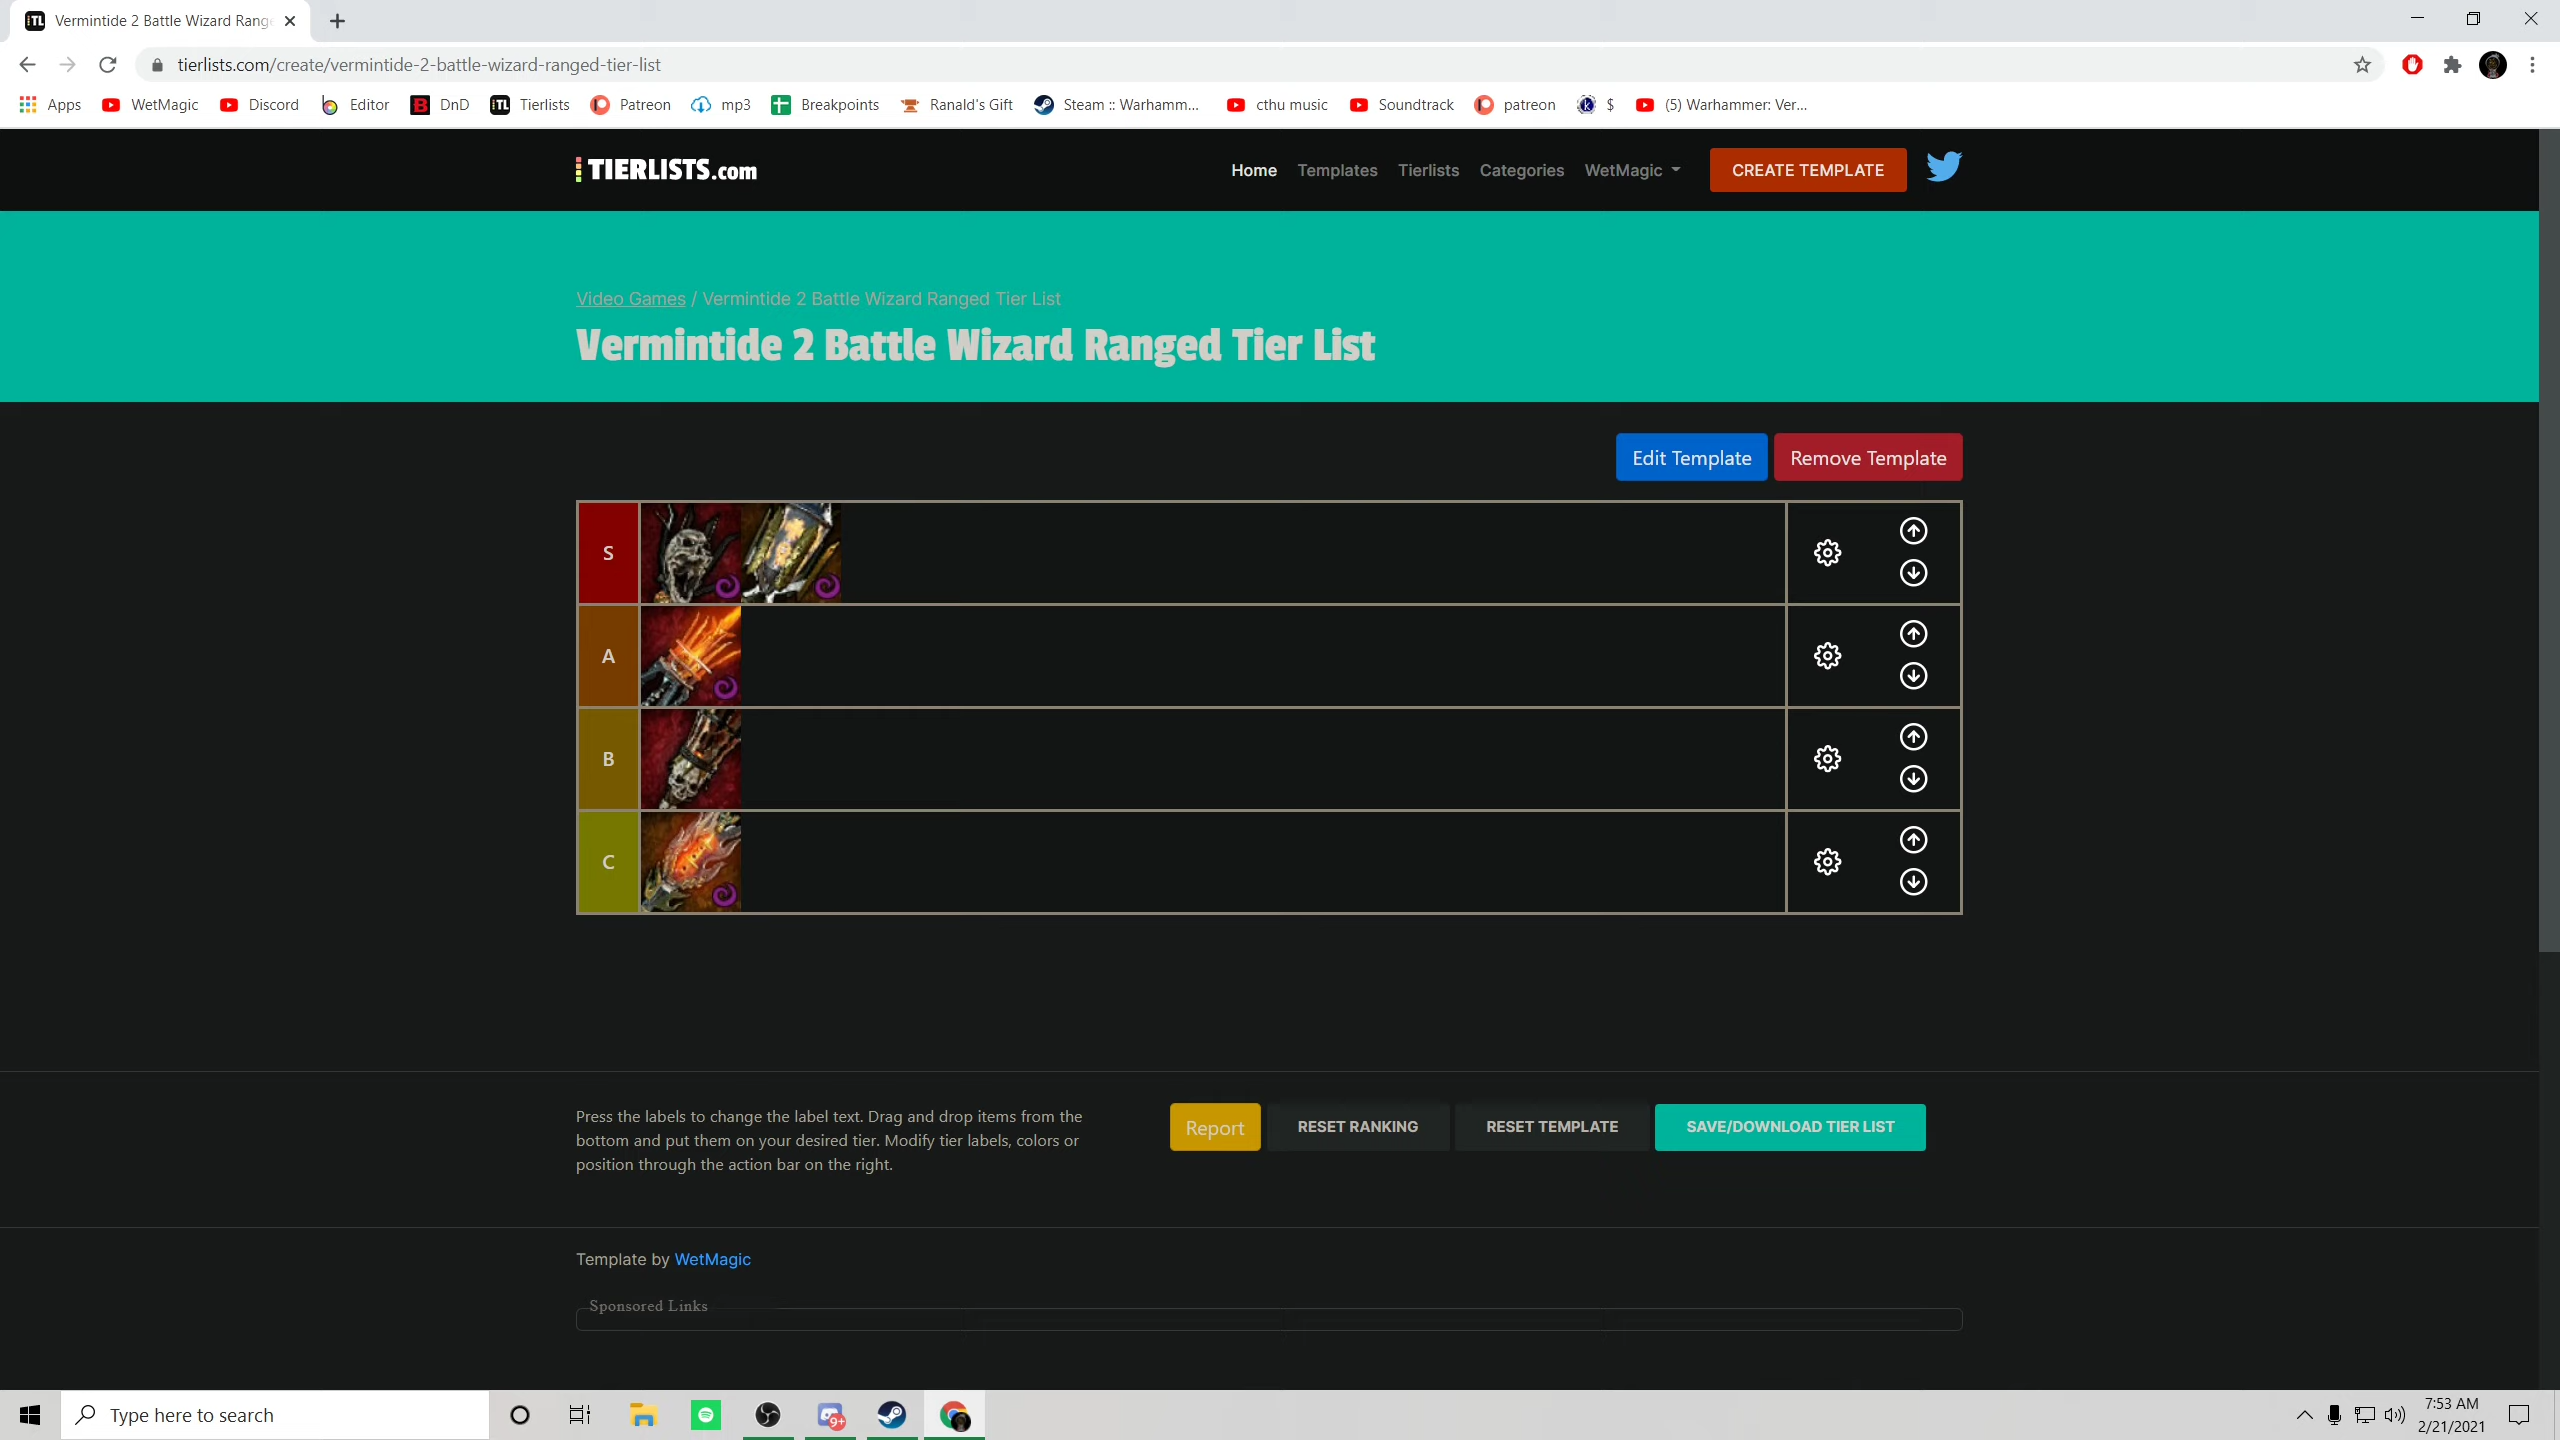 Vermintide 2 Battle Wizard Rang
tierlists.com/create/vermintide-2-battle-wizard-ranged-tier-list
Apps WetMagic Discord Editor DnD Tierlists Patreon mp3 Breakpoints Ranald's Gift Steam :: Warhamm... cthu music Soundtrack patreon $ (5) Warhammer: Ver...
TIERLISTS.com
Home Templates Tierlists Categories WetMagic CREATE TEMPLATE
Video Games / Vermintide 2 Battle Wizard Ranged Tier List
Vermintide 2 Battle Wizard Ranged Tier List
Edit Template Remove Template
S
A
B
C
Press the labels to change the label text. Drag and drop items from the
bottom and put them on your desired tier. Modify tier labels, colors or
position through the action bar on the right.
Report RESET RANKING RESET TEMPLATE SAVE/DOWNLOAD TIER LIST
Template by WetMagic
Sponsored Links
Type here to search
9+
7:53 AM
2/21/2021